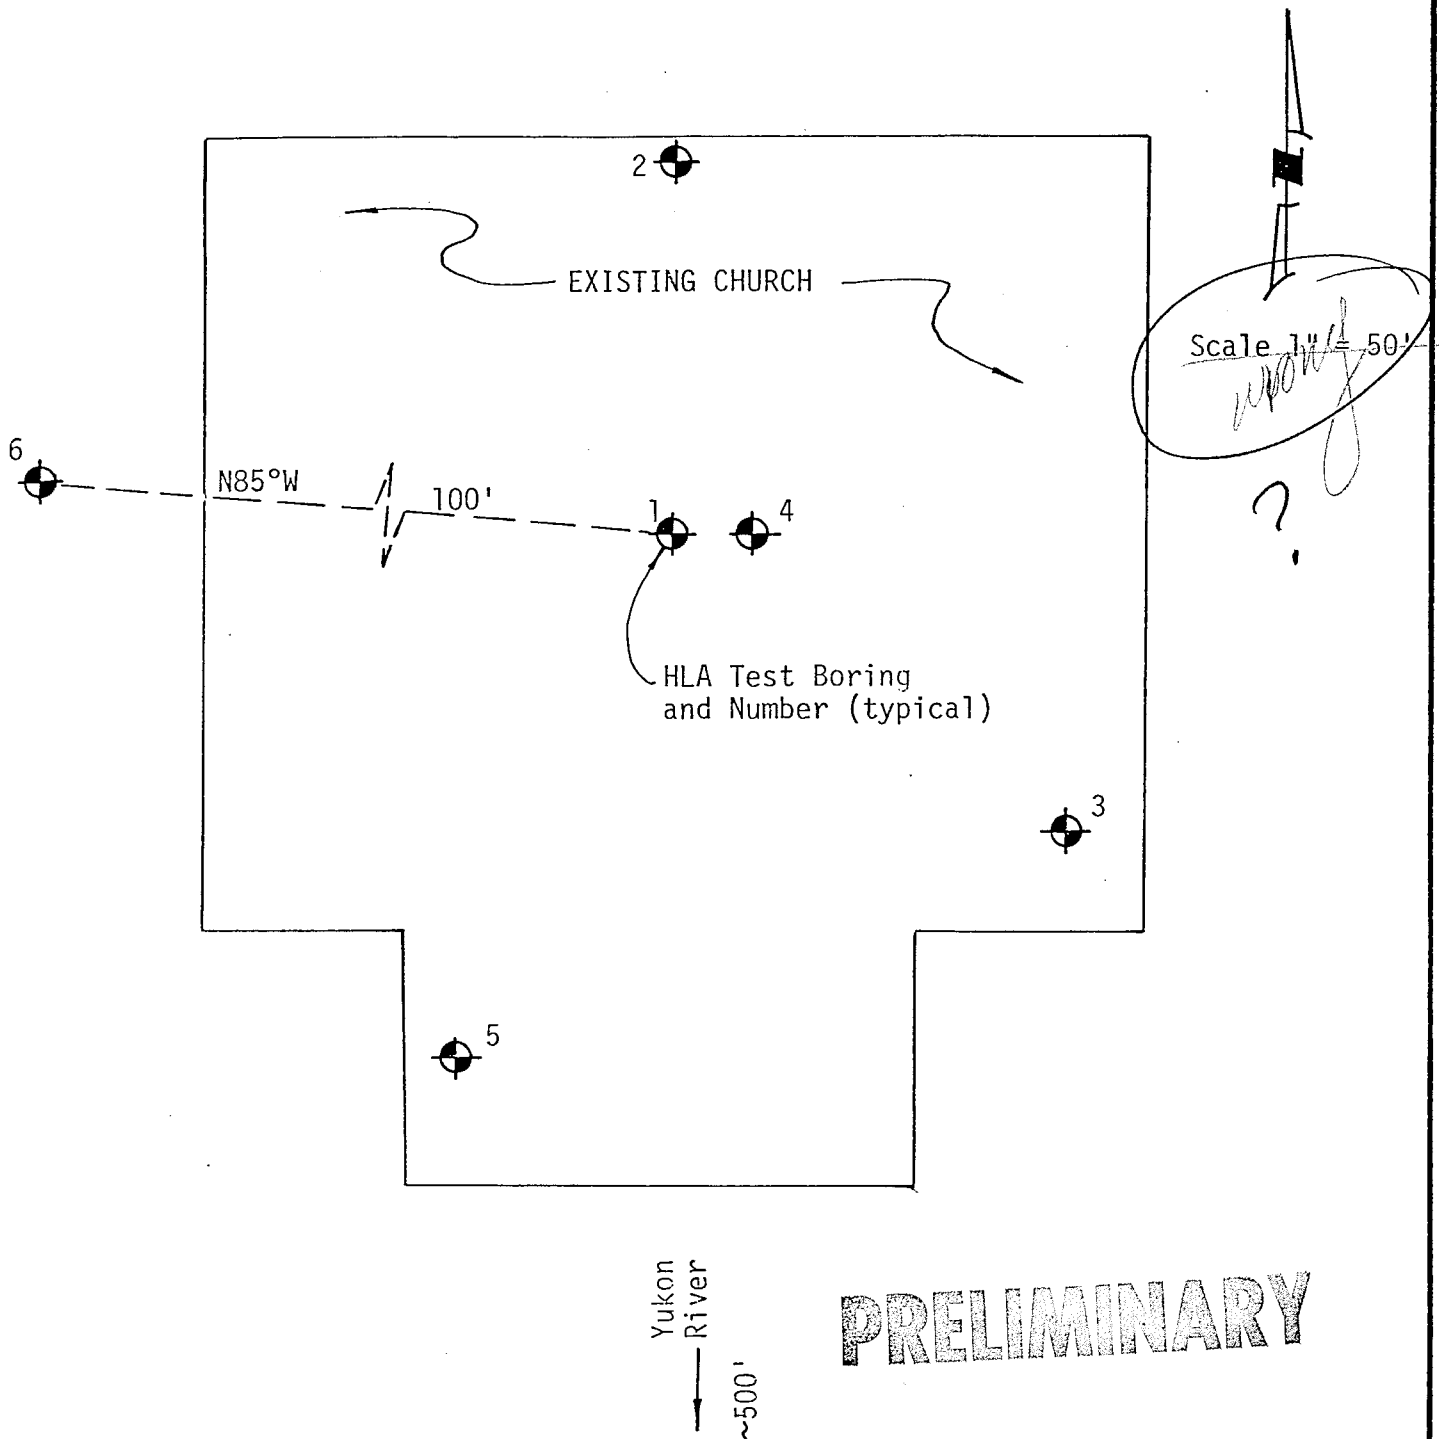 2
EXISTING CHURCH
N
Scale 1" = 50'
wrong
?
6
N85°W
100'
1
4
HLA Test Boring
and Number (typical)
3
5
Yukon
River
~500'
PRELIMINARY